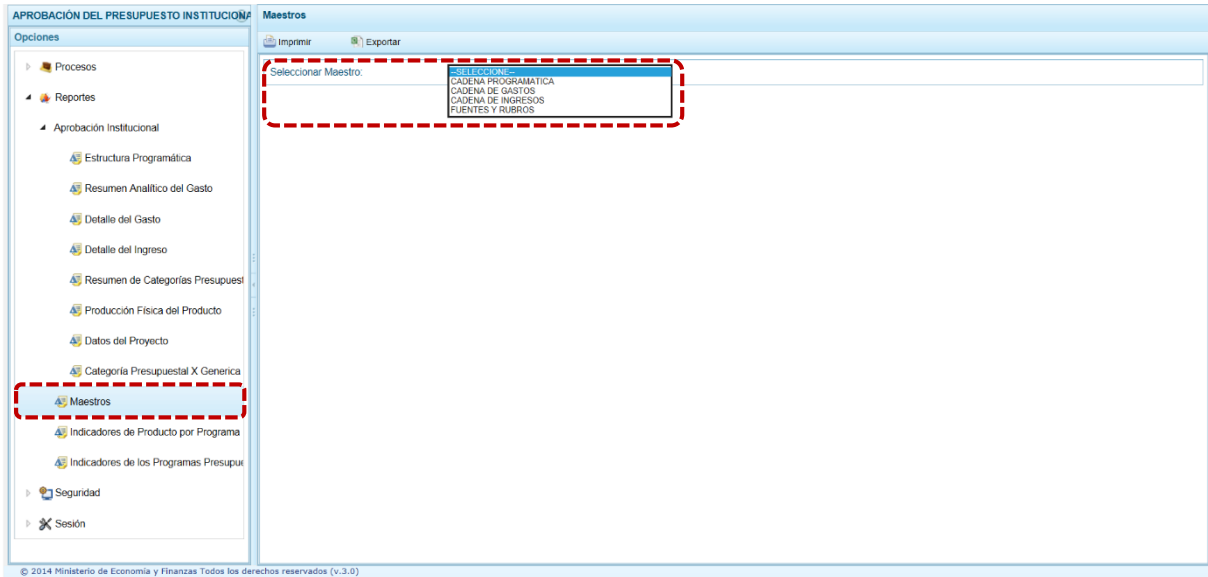 APROBACIÓN DEL PRESUPUESTO INSTITUCIONA
Opciones
Procesos
Reportes
Aprobación Institucional
Estructura Programática
Resumen Analítico del Gasto
Detalle del Gasto
Detalle del Ingreso
Resumen de Categorías Presupuest
Producción Física del Producto
Datos del Proyecto
Categoría Presupuestal X Generica
Maestros
Indicadores de Producto por Programa
Indicadores de los Programas Presupue
Seguridad
Sesión
Maestros
Imprimir Exportar
Seleccionar Maestro:
--SELECCIONE--
CADENA PROGRAMATICA
CADENA DE GASTOS
CADENA DE INGRESOS
FUENTES Y RUBROS
© 2014 Ministerio de Economía y Finanzas Todos los derechos reservados (v.3.0)